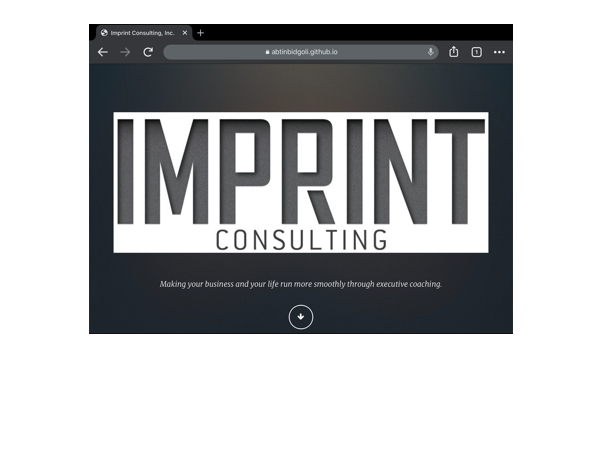 Imprint Consulting, Inc.
abtinbidgoli.github.io
1
IMPRINT
CONSULTING
Making your business and your life run more smoothly through executive coaching.